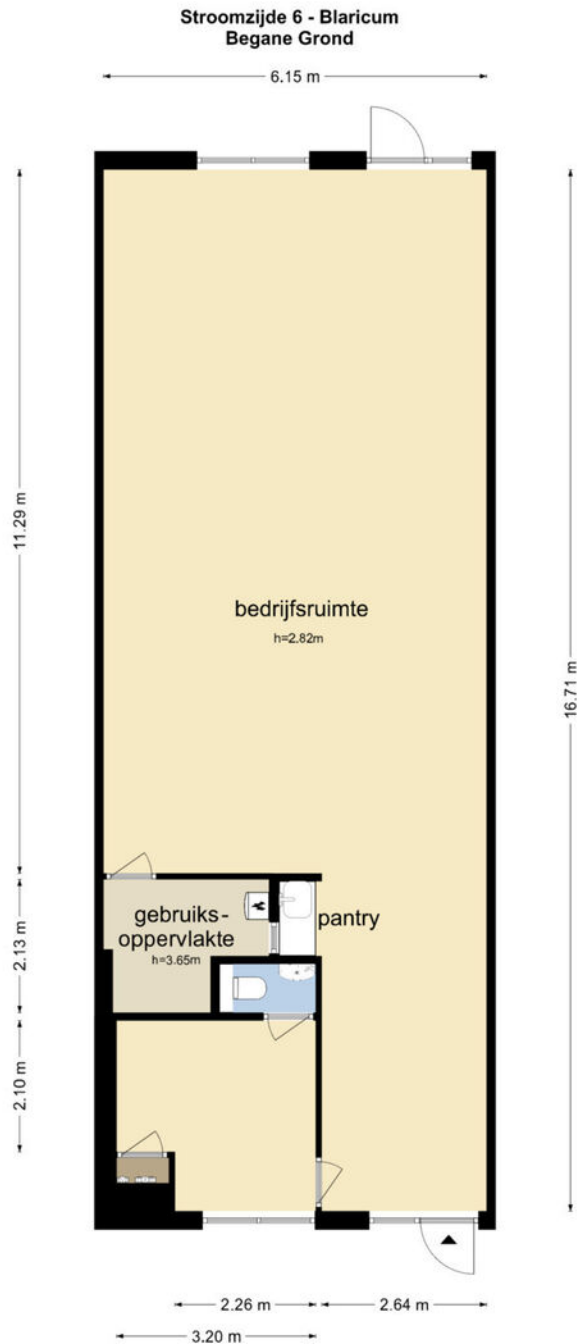 Stroomzijde 6 - Blaricum
Begane Grond
6.15 m
11.29 m
16.71 m
bedrijfsruimte
h=2.82m
gebruiks-
oppervlakte
h=3.65m
pantry
2.13 m
2.10 m
2.26 m
2.64 m
3.20 m